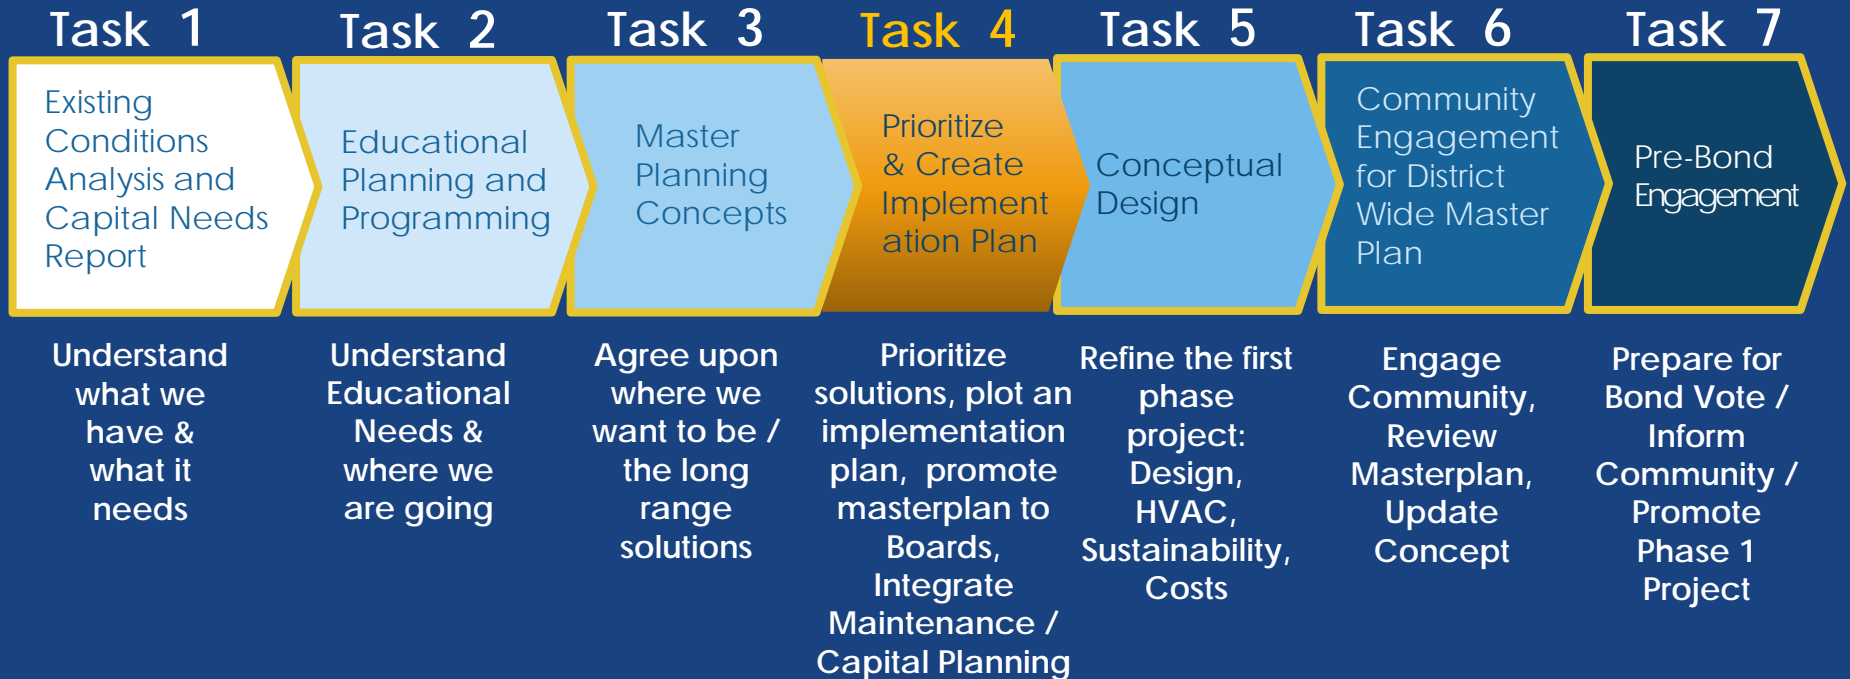 Task 1
Existing
Conditions
Analysis and
Capital Needs
Report
Understand
what we
have &
what it
needs
Task 2
Educational
Planning and
Programming
Understand
Educational
Needs &
where we
are going
Task 3
Master
Planning
Concepts
Agree upon
where we
want to be /
the long
range
solutions
Task 4
Prioritize
& Create
Implement
ation Plan
Prioritize
solutions, plot an
implementation
plan, promote
masterplan to
Boards,
Integrate
Maintenance /
Capital Planning
Task 5
Conceptual
Design
Refine the first
phase
project:
Design,
HVAC,
Sustainability,
Costs
Task 6
Community
Engagement
for District
Wide Master
Plan
Engage
Community,
Review
Masterplan,
Update
Concept
Task 7
Pre-Bond
Engagement
Prepare for
Bond Vote /
Inform
Community /
Promote
Phase 1
Project